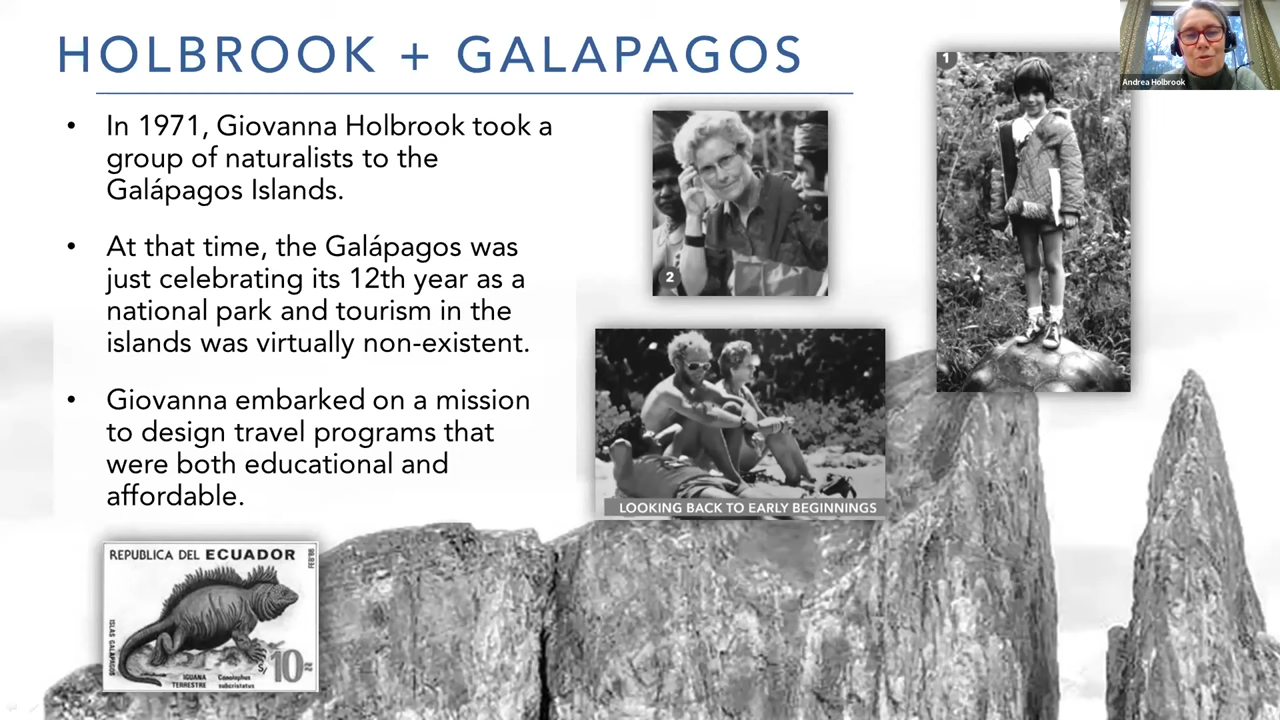 HOLBROOK + GALAPAGOS
1
Andrea Holbrook
• In 1971, Giovanna Holbrook took a
group of naturalists to the
Galápagos Islands.
• At that time, the Galápagos was
just celebrating its 12th year as a
national park and tourism in the
islands was virtually non-existent.
• Giovanna embarked on a mission
to design travel programs that
were both educational and
affordable.
2
LOOKING BACK TO EARLY BEGINNINGS
REPUBLICA DEL ECUADOR
ISLAS GALAPAGOS
IGUANA
TERRESTRE
Conolophus
subcristatus
S/ 10